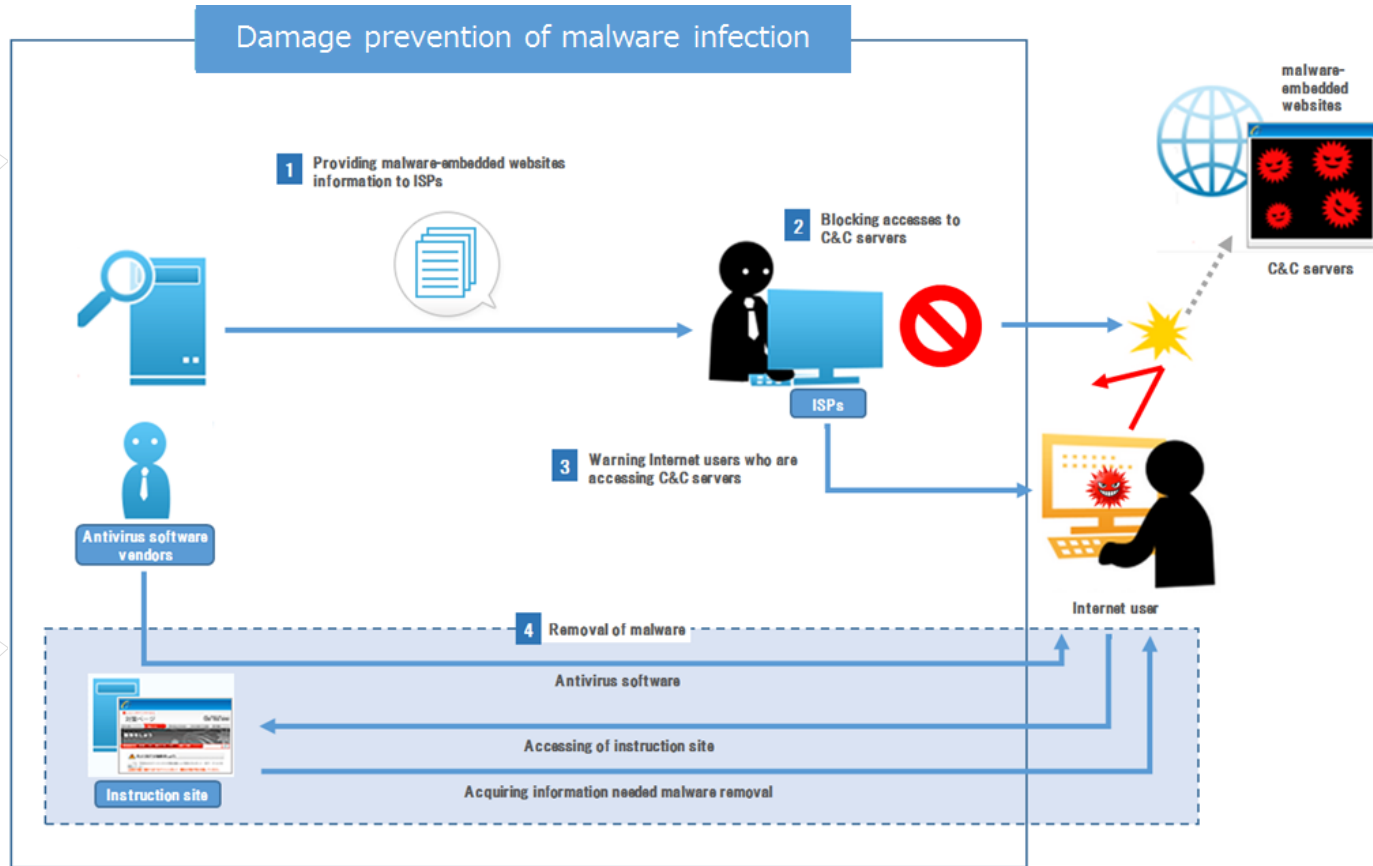 Damage prevention of malware infection
malware-
embedded
websites
1 Providing malware-embedded websites
information to ISPs
2 Blocking accesses to
C&C servers
C&C servers
ISPs
3 Warning Internet users who are
accessing C&C servers
Antivirus software
vendors
Internet user
4 Removal of malware
Antivirus software
Accessing of instruction site
Instruction site
Acquiring information needed malware removal